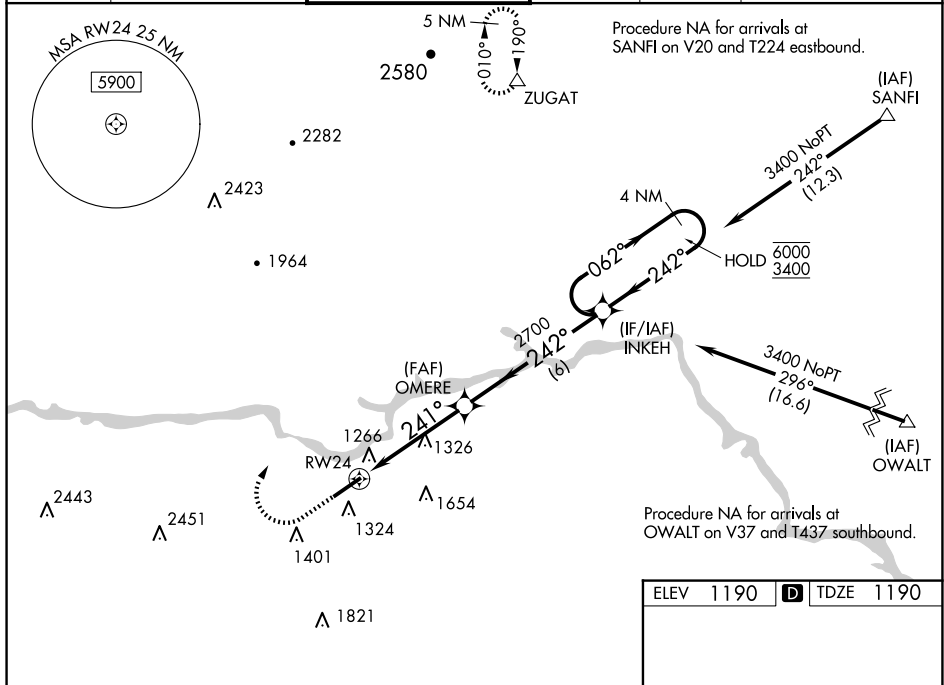 MSA RW24 25 NM
5900
5 NM
010°
190°
ZUGAT
2580
Procedure NA for arrivals at
SANFI on V20 and T224 eastbound.
(IAF)
SANFI
3400 NoPT
242°
(12.3)
2282
2423
1964
4 NM
062°
242°
HOLD
6000
3400
(IF/IAF)
INKEH
2700
242°
(6)
(FAF)
OMERE
241°
3400 NoPT
296°
(16.6)
(IAF)
OWALT
1266
1326
RW24
1654
1324
1401
2443
2451
1821
Procedure NA for arrivals at
OWALT on V37 and T437 southbound.
ELEV 1190 D TDZE 1190